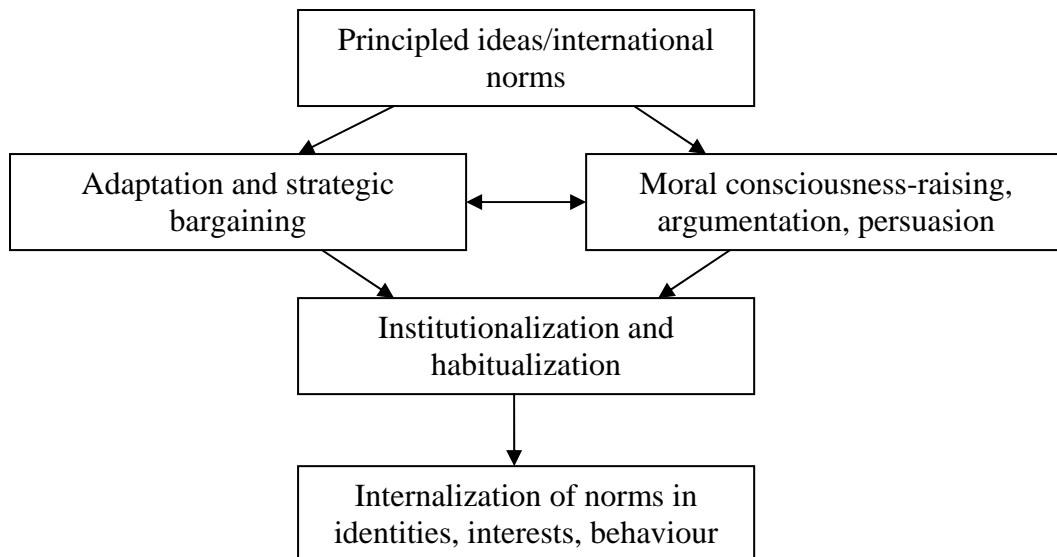 Principled ideas/international
norms
Adaptation and strategic
bargaining
Moral consciousness-raising,
argumentation, persuasion
Institutionalization and
habitualization
Internalization of norms in
identities, interests, behaviour